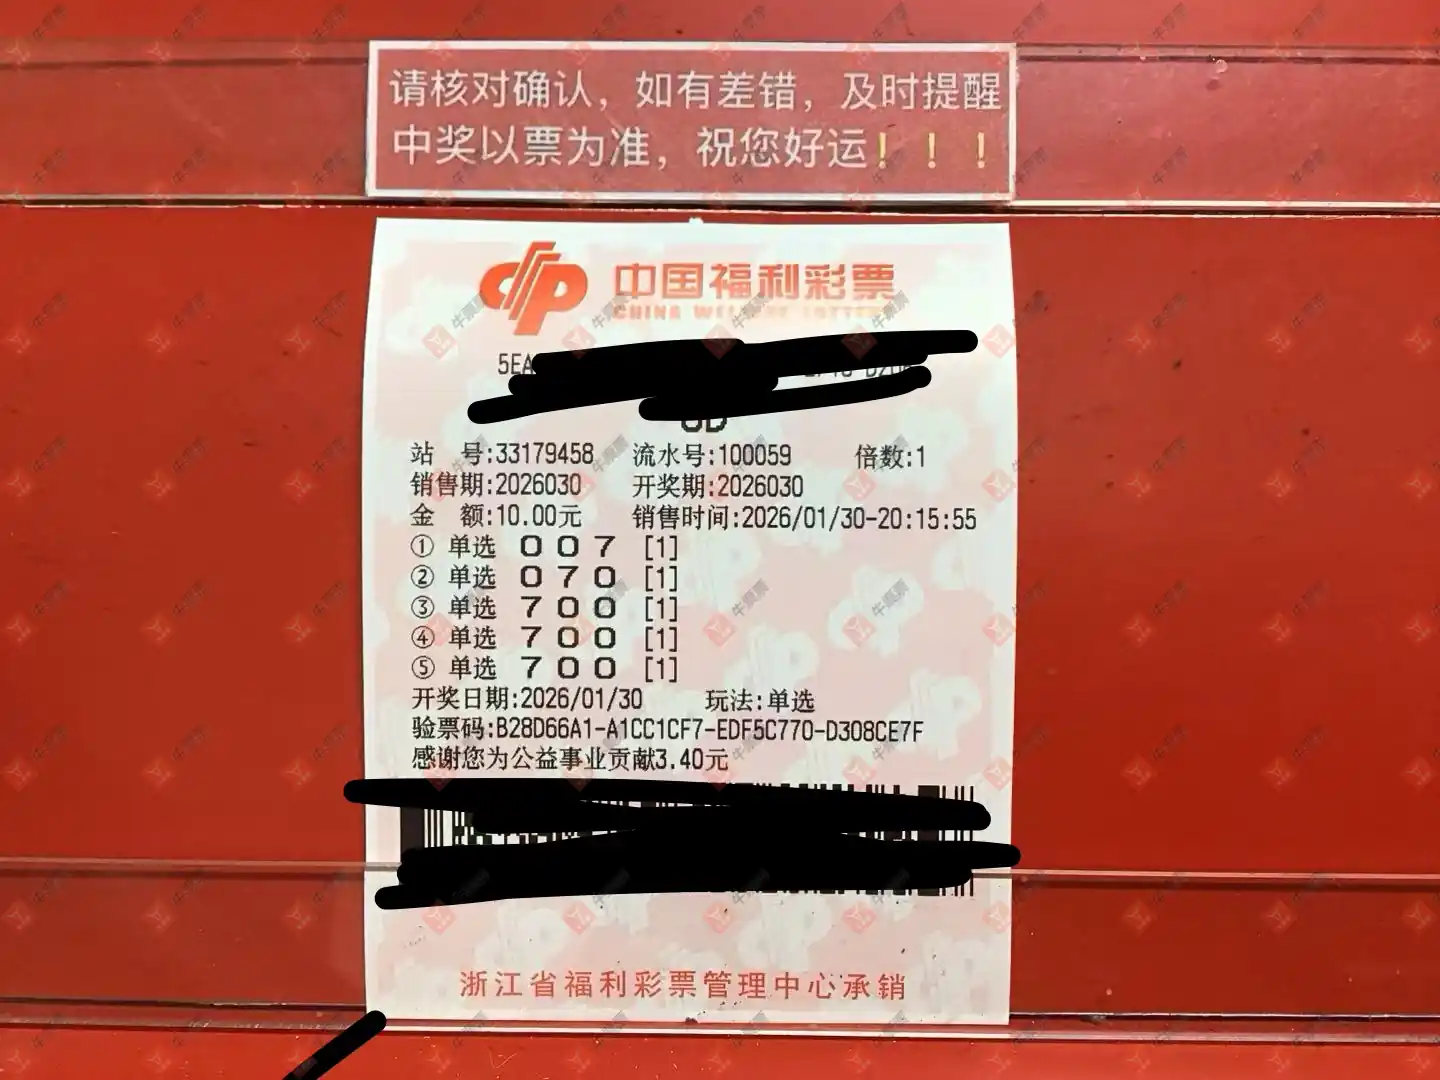 请核对确认，如有差错，及时提醒
中奖以票为准，祝您好运！！！
中国福利彩票
CHINA WELFARE LOTTERY
5EA
站 号:33179458 流水号:100059 倍数:1
销售期:2026030 开奖期:2026030
金 额:10.00元 销售时间:2026/01/30-20:15:55
① 单选 0 0 7 [1]
② 单选 0 7 0 [1]
③ 单选 7 0 0 [1]
④ 单选 7 0 0 [1]
⑤ 单选 7 0 0 [1]
开奖日期:2026/01/30 玩法:单选
验票码:B28D66A1-A1CC1CF7-EDF5C770-D308CE7F
感谢您为公益事业贡献3.40元
浙江省福利彩票管理中心承销
牛票票